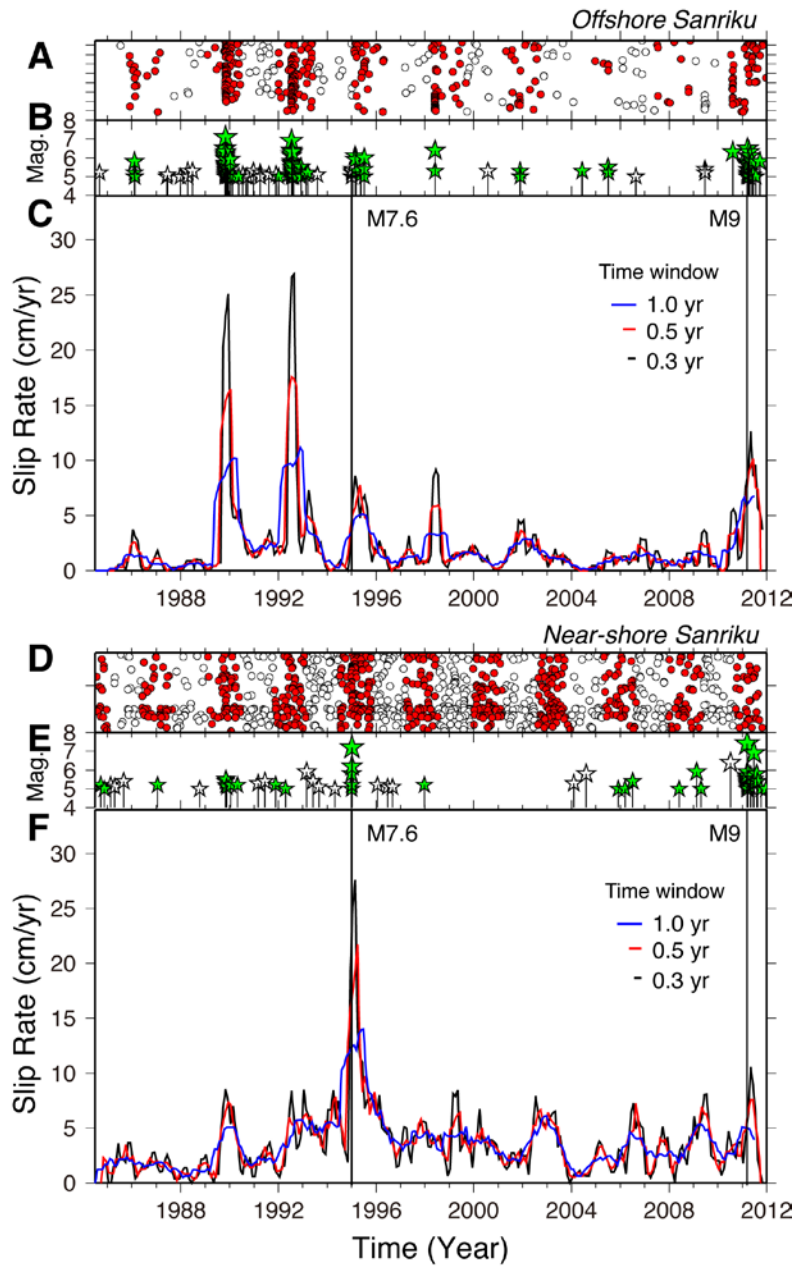 Offshore Sanriku
A
B
8
7
6
5
4
Mag.
C
M7.6
M9
30
25
20
15
10
5
0
Slip Rate (cm/yr)
Time window
1.0 yr
0.5 yr
0.3 yr
1988 1992 1996 2000 2004 2008 2012
Near-shore Sanriku
D
E
8
7
6
5
4
Mag.
F
M7.6
M9
30
25
20
15
10
5
0
Slip Rate (cm/yr)
Time window
1.0 yr
0.5 yr
0.3 yr
1988 1992 1996 2000 2004 2008 2012
Time (Year)